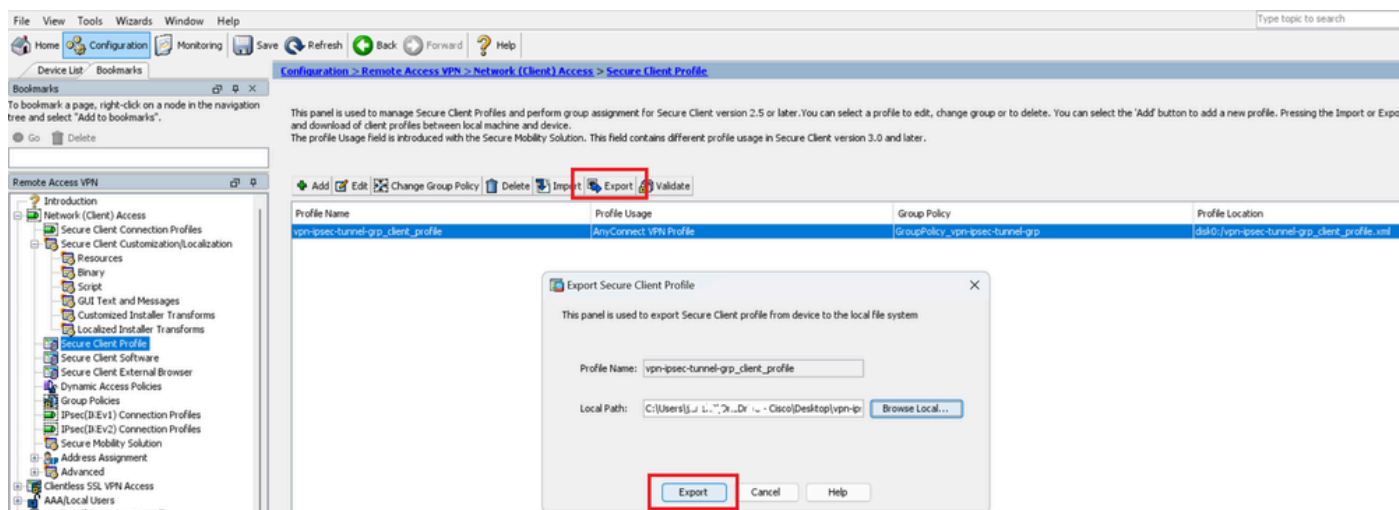 File View Tools Wizards Window Help
Type topic to search
Home Configuration Monitoring Save Refresh Back Forward Help
Device List Bookmarks
Configuration > Remote Access VPN > Network (Client) Access > Secure Client Profile
Bookmarks
To bookmark a page, right-click on a node in the navigation
tree and select "Add to bookmarks".
Go Delete
This panel is used to manage Secure Client Profiles and perform group assignment for Secure Client version 2.5 or later.You can select a profile to edit, change group or to delete. You can select the 'Add' button to add a new profile. Pressing the Import or Expo
and download of client profiles between local machine and device.
The profile Usage field is introduced with the Secure Mobility Solution. This field contains different profile usage in Secure Client version 3.0 and later.
Remote Access VPN
Add Edit Change Group Policy Delete Import Export Validate
Profile Name Profile Usage Group Policy Profile Location
vpn-ipsec-tunnel-grp_client_profile AnyConnect VPN Profile GroupPolicy_vpn-ipsec-tunnel-grp disk0:/vpn-ipsec-tunnel-grp_client_profile.xml
Introduction
Network (Client) Access
Secure Client Connection Profiles
Secure Client Customization/Localization
Resources
Binary
Script
GUI Text and Messages
Customized Installer Transforms
Localized Installer Transforms
Secure Client Profile
Secure Client Software
Secure Client External Browser
Dynamic Access Policies
Group Policies
IPsec(IKEv1) Connection Profiles
IPsec(IKEv2) Connection Profiles
Secure Mobility Solution
Address Assignment
Advanced
Clientless SSL VPN Access
AAA/Local Users
Export Secure Client Profile
This panel is used to export Secure Client profile from device to the local file system
Profile Name: vpn-ipsec-tunnel-grp_client_profile
Local Path: C:\Users\ - Cisco\Desktop\vpn-ip Browse Local...
Export Cancel Help